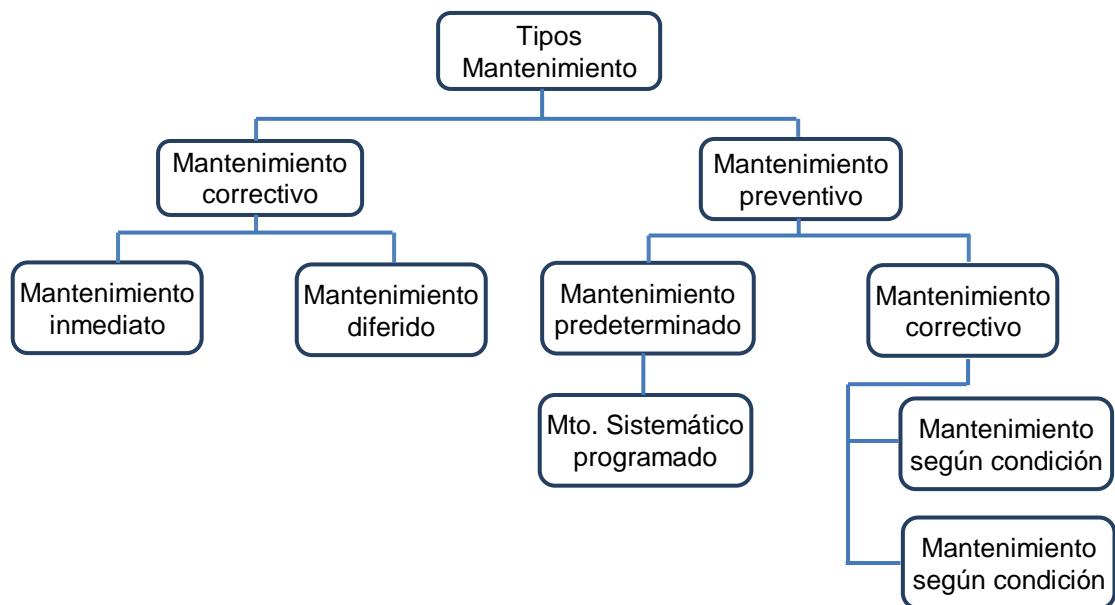 Tipos
Mantenimiento
Mantenimiento
correctivo
Mantenimiento
preventivo
Mantenimiento
inmediato
Mantenimiento
diferido
Mantenimiento
predeterminado
Mantenimiento
correctivo
Mto. Sistemático
programado
Mantenimiento
según condición
Mantenimiento
según condición